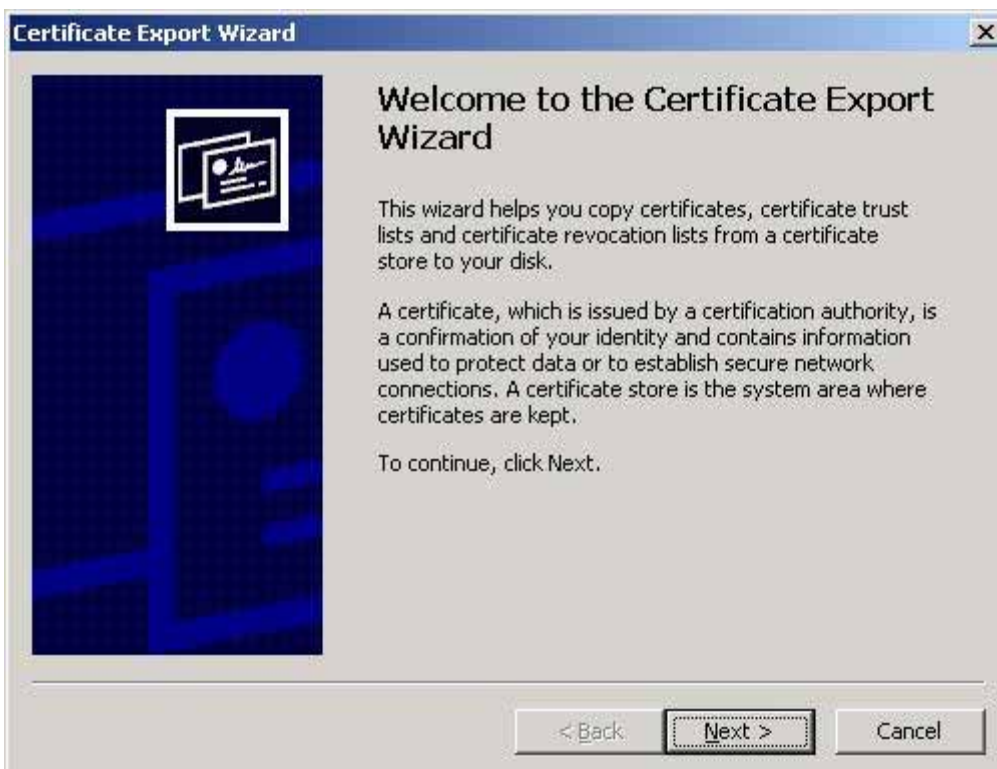 Certificate Export Wizard
Welcome to the Certificate Export
Wizard
This wizard helps you copy certificates, certificate trust
lists and certificate revocation lists from a certificate
store to your disk.
A certificate, which is issued by a certification authority, is
a confirmation of your identity and contains information
used to protect data or to establish secure network
connections. A certificate store is the system area where
certificates are kept.
To continue, click Next.
< Back
Next >
Cancel